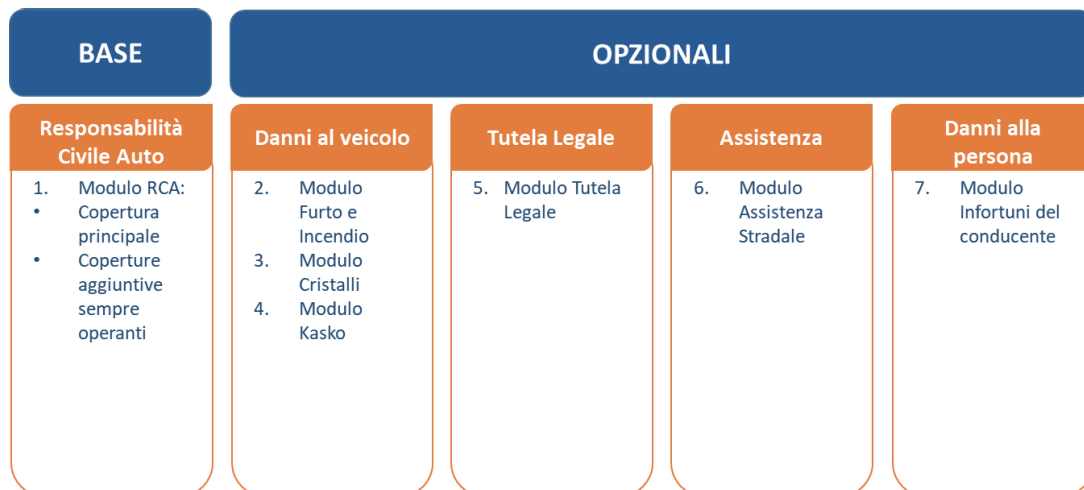 BASE
OPZIONALI
Responsabilità
Civile Auto
1. Modulo RCA:
• Copertura
principale
• Coperture
aggiuntive
sempre
operanti
Danni al veicolo
2. Modulo
Furto e
Incendio
3. Modulo
Cristalli
4. Modulo
Kasko
Tutela Legale
5. Modulo Tutela
Legale
Assistenza
6. Modulo
Assistenza
Stradale
Danni alla
persona
7. Modulo
Infortuni del
conducente